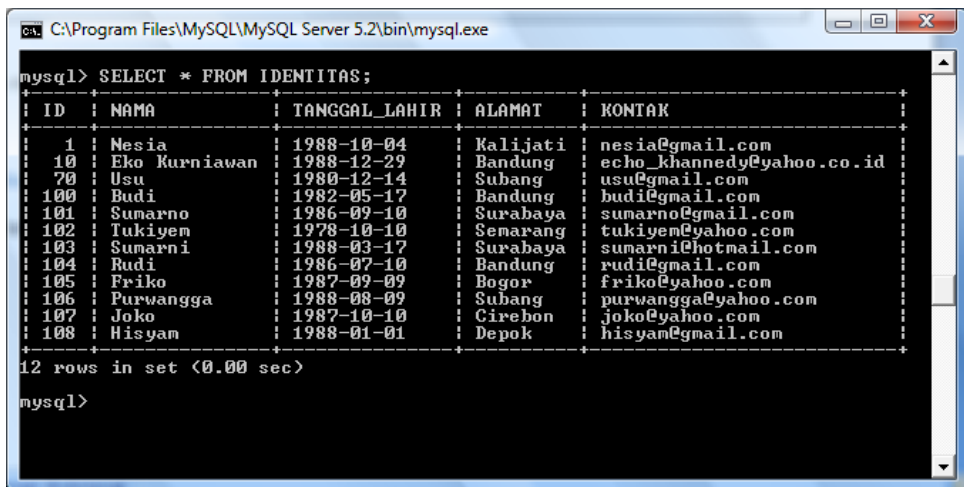 C:\Program Files\MySQL\MySQL Server 5.2\bin\mysql.exe
mysql> SELECT * FROM IDENTITAS;
ID | NAMA | TANGGAL_LAHIR | ALAMAT | KONTAK
1 | Nesia | 1988-10-04 | Kalijati | nesia@gmail.com
10 | Eko Kurniawan | 1988-12-29 | Bandung | echo_khannedy@yahoo.co.id
70 | Usu | 1980-12-14 | Subang | usu@gmail.com
100 | Budi | 1982-05-17 | Bandung | budi@gmail.com
101 | Sumarno | 1986-09-10 | Surabaya | sumarno@gmail.com
102 | Tukiyem | 1978-10-10 | Semarang | tukiyem@yahoo.com
103 | Sumarni | 1988-03-17 | Surabaya | sumarni@hotmail.com
104 | Rudi | 1986-07-10 | Bandung | rudi@gmail.com
105 | Friko | 1987-09-09 | Bogor | friko@yahoo.com
106 | Purwangga | 1988-08-09 | Subang | purwangga@yahoo.com
107 | Joko | 1987-10-10 | Cirebon | joko@yahoo.com
108 | Hisyam | 1988-01-01 | Depok | hisyam@gmail.com
12 rows in set (0.00 sec)
mysql>